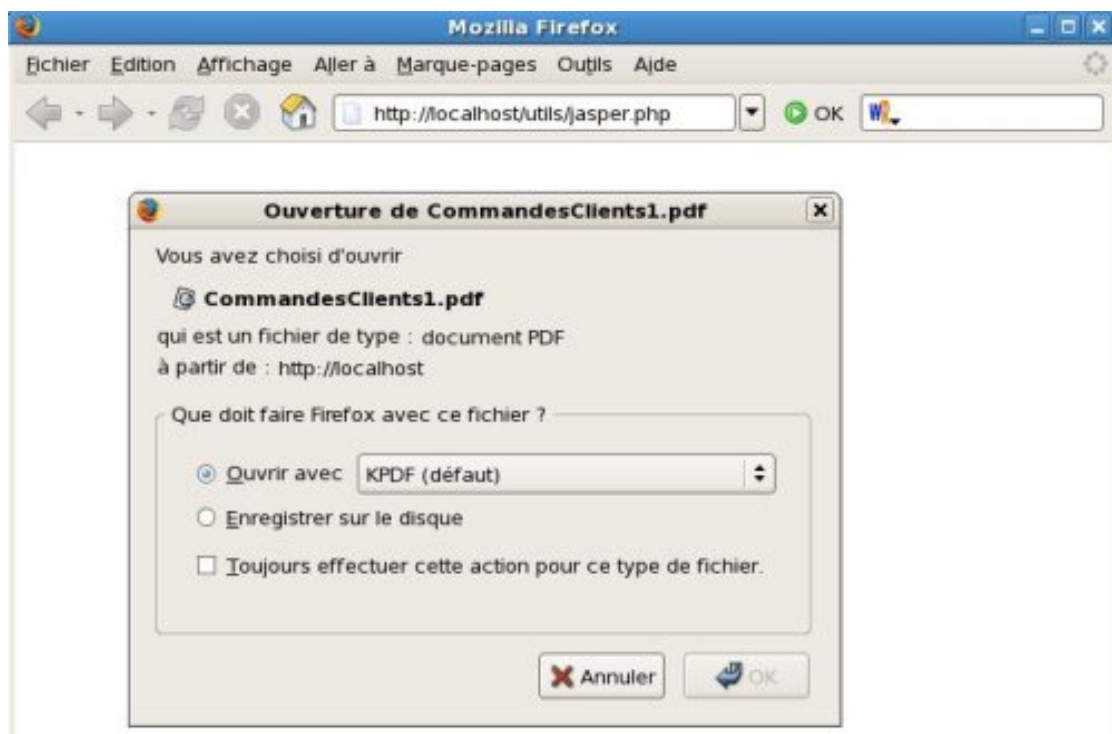 Mozilla Firefox
Fichier Edition Affichage Aller à Marque-pages Outils Aide
http://localhost/utils/jasper.php OK
Ouverture de CommandesClients1.pdf
Vous avez choisi d'ouvrir
CommandesClients1.pdf
qui est un fichier de type : document PDF
à partir de : http://localhost
Que doit faire Firefox avec ce fichier ?
Ouvrir avec KPDF (défaut)
Enregistrer sur le disque
Toujours effectuer cette action pour ce type de fichier.
Annuler OK